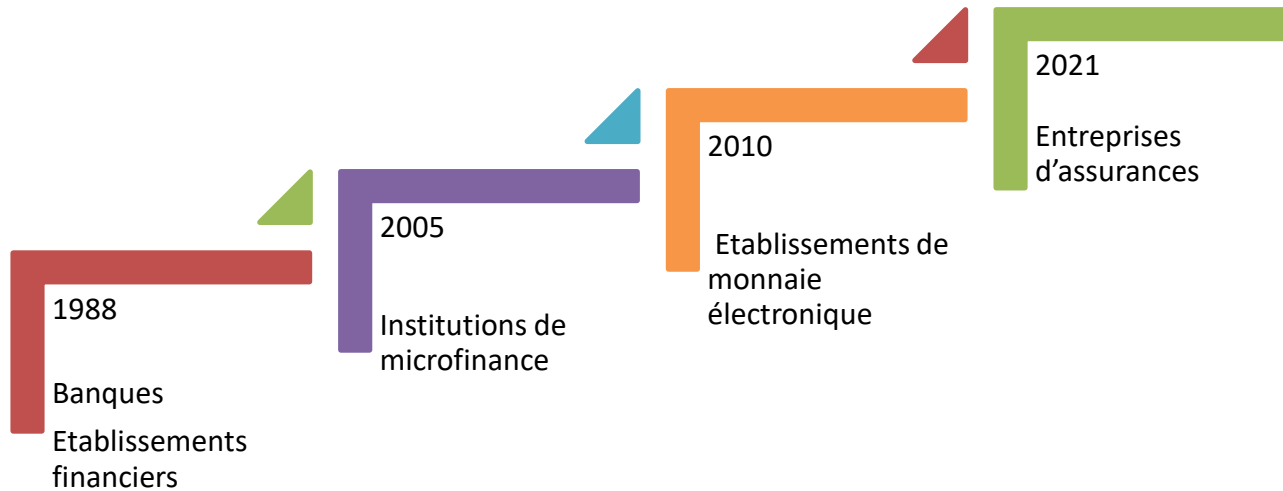 1988
Banques
Etablissements
financiers
2005
Institutions de
microfinance
2010
Etablissements de
monnaie
électronique
2021
Entreprises
d’assurances